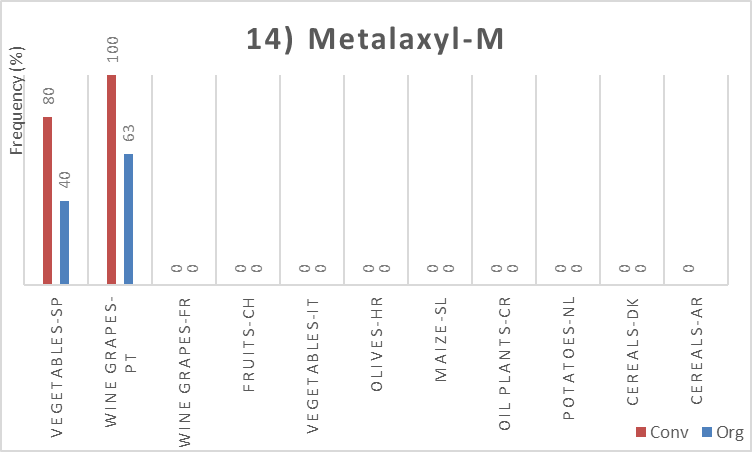 14) Metalaxyl-M
Frequency (%)
80
40
100
63
0 0
0 0
0 0
0 0
0 0
0 0
0 0
0 0
0
VEGETABLES-SP
WINE GRAPES-
PT
WINE GRAPES-FR
FRUITS-CH
VEGETABLES-IT
OLIVES-HR
MAIZE-SL
OIL PLANTS-CR
POTATOES-NL
CEREALS-DK
CEREALS-AR
Conv Org